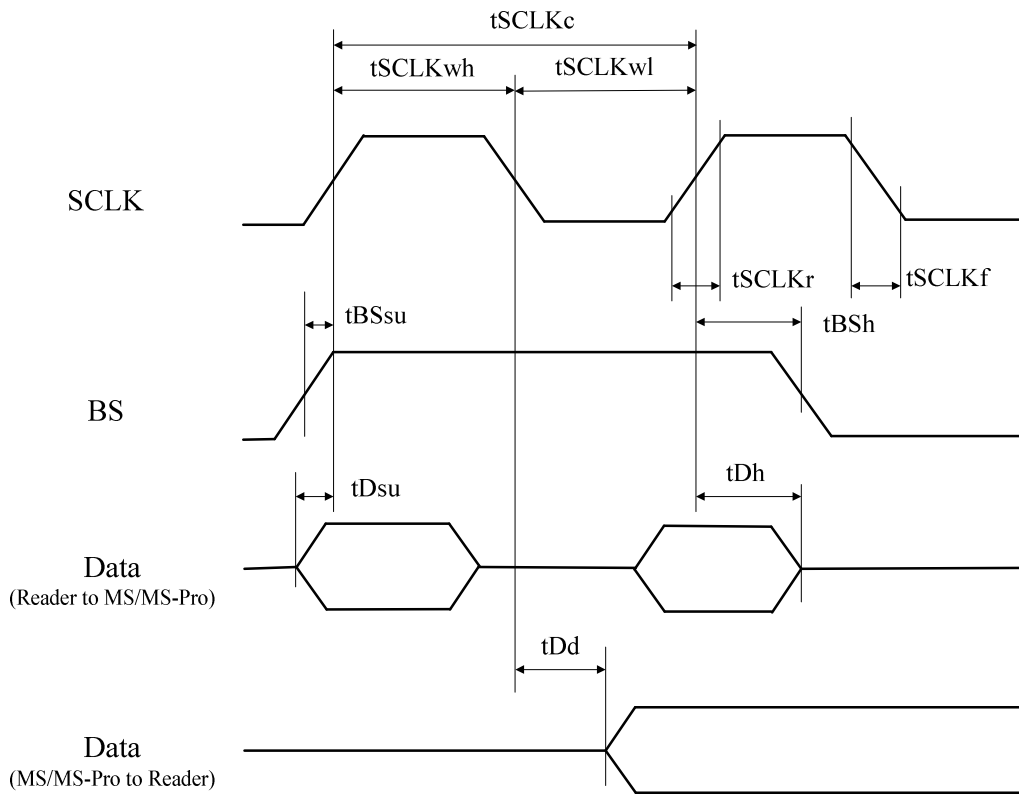 tSCLKc
tSCLKwh
tSCLKwl
SCLK
tSCLKr
tSCLKf
tBSsu
tBSh
BS
tDsu
tDh
Data
(Reader to MS/MS-Pro)
tDd
Data
(MS/MS-Pro to Reader)